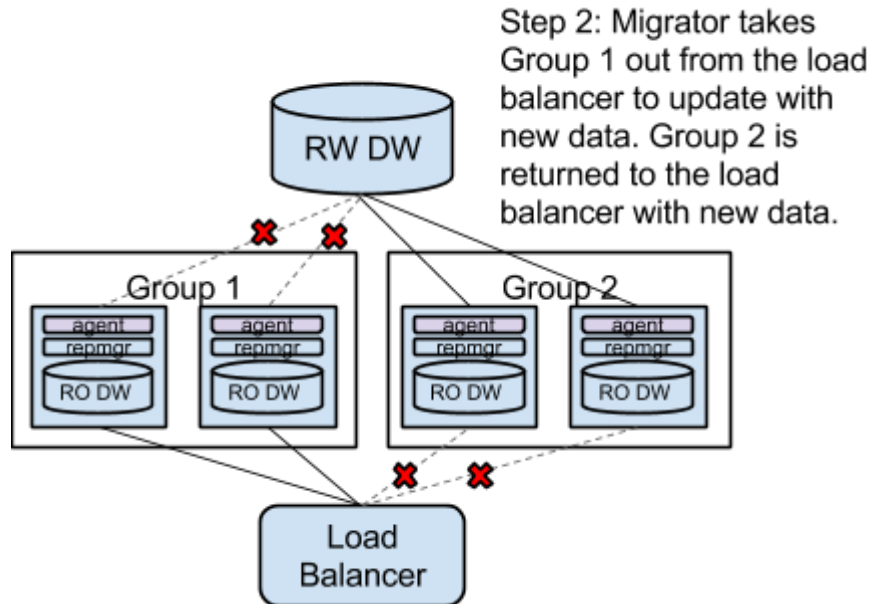 Step 2: Migrator takes
Group 1 out from the load
balancer to update with
new data. Group 2 is
returned to the load
balancer with new data.
RW DW
Group 1
Group 2
agent
agent
agent
agent
repmgr
repmgr
repmgr
repmgr
RO DW
RO DW
RO DW
RO DW
Load
Balancer